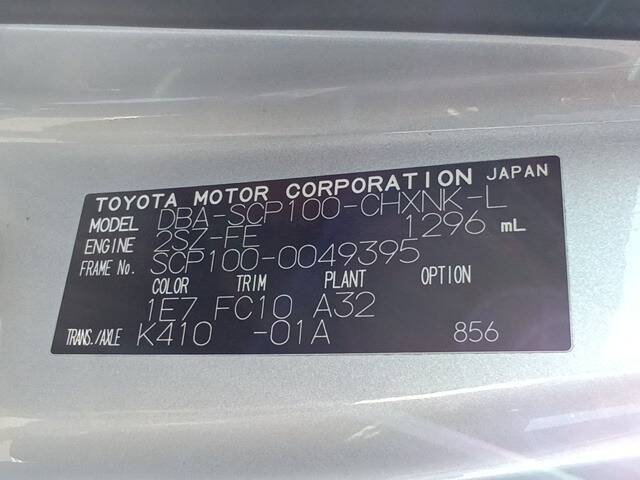 TOYOTA MOTOR CORPORATION JAPAN
MODEL DBA-SCP100-CHXNK-L
ENGINE 2SZ-FE 1296 mL
FRAME No. SCP100-0049395
COLOR TRIM PLANT OPTION
1E7 FC10 A32
TRANS./AXLE K410 -01A 856